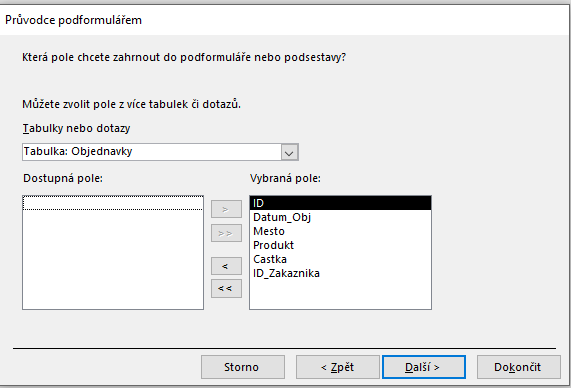 Průvodce podformulářem
Která pole chcete zahrnout do podformuláře nebo podsestavy?
Můžete zvolit pole z více tabulek či dotazů.
Tabulky nebo dotazy
Tabulka: Objednavky
Dostupná pole:
Vybraná pole:
>
>>
<
<<
ID
Datum_Obj
Mesto
Produkt
Castka
ID_Zakaznika
Storno
< Zpět
Další >
Dokončit